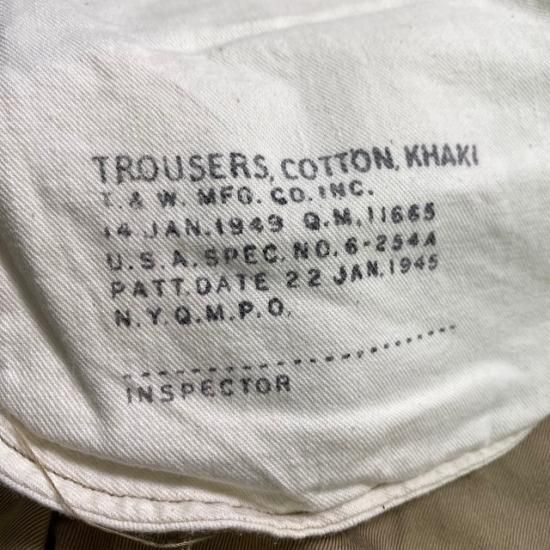 TROUSERS, COTTON, KHAKI
T. & W. MFG. CO. INC.
14 JAN. 1949 Q.M. 11665
U.S.A. SPEC. NO. 6-254A
PATT. DATE 22 JAN. 1945
N.Y.Q.M.P.O.
INSPECTOR